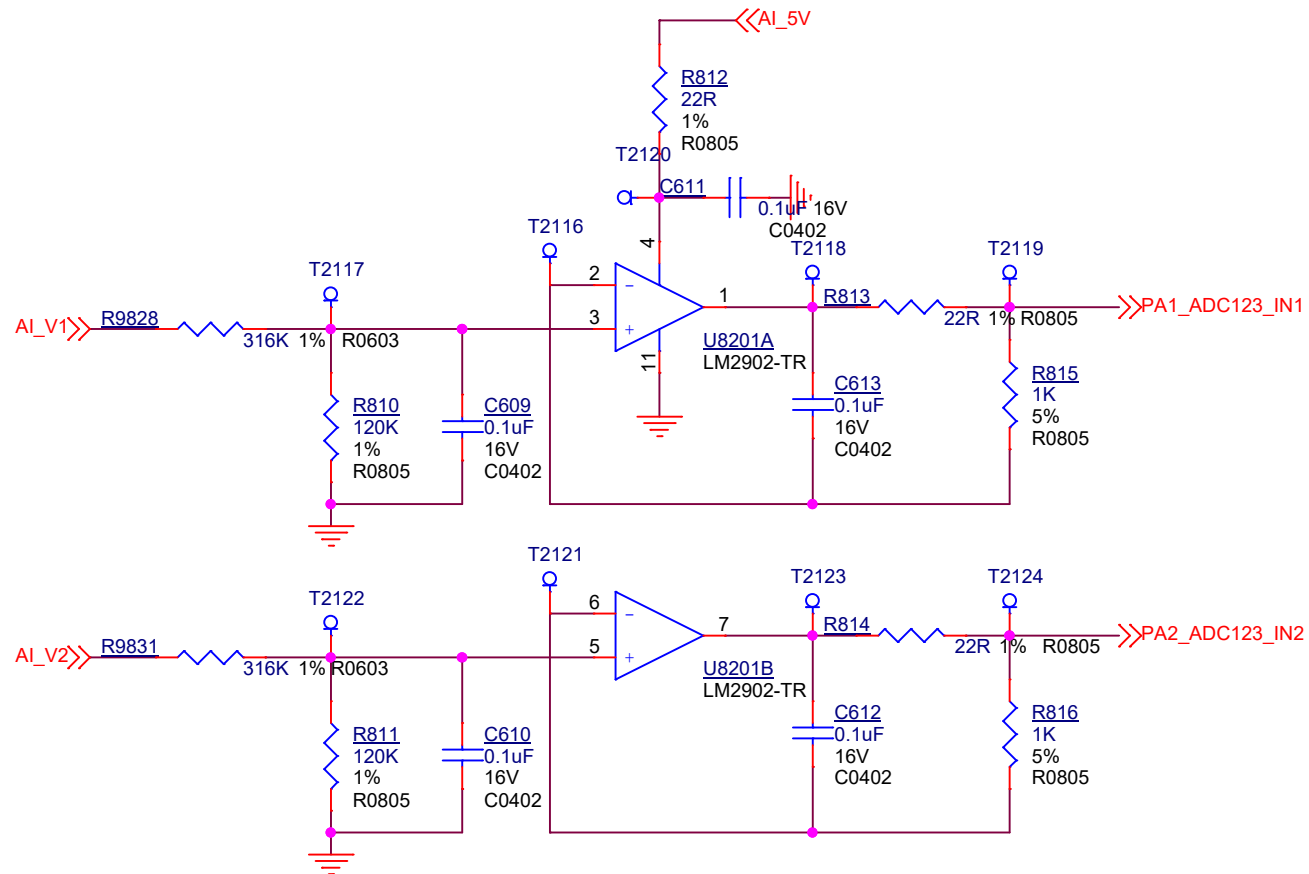 AI_5V
R812
22R
1%
R0805
T2120
C611
0.1uF 16V
C0402
T2116
4
T2118
T2119
T2117
2
1
R813
AI_V1
R9828
3
22R 1% R0805
PA1_ADC123_IN1
316K 1% R0603
11
U8201A
LM2902-TR
R810
120K
1%
R0805
C609
0.1uF
16V
C0402
C613
0.1uF
16V
C0402
R815
1K
5%
R0805
T2121
T2122
T2123
T2124
6
7
R814
AI_V2
R9831
5
22R 1% R0805
PA2_ADC123_IN2
316K 1% R0603
U8201B
LM2902-TR
R811
120K
1%
R0805
C610
0.1uF
16V
C0402
C612
0.1uF
16V
C0402
R816
1K
5%
R0805